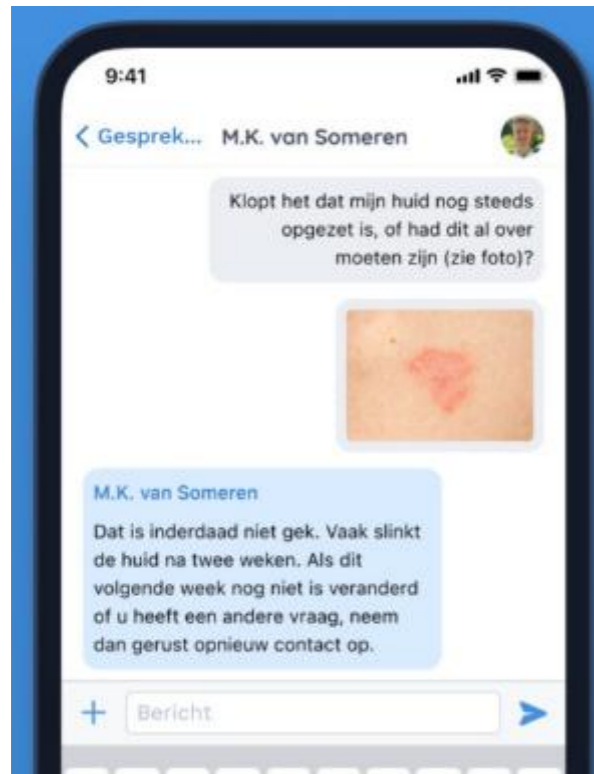 9:41
Gesprek... M.K. van Someren
Klopt het dat mijn huid nog steeds
opgezet is, of had dit al over
moeten zijn (zie foto)?
M.K. van Someren
Dat is inderdaad niet gek. Vaak slinkt
de huid na twee weken. Als dit
volgende week nog niet is veranderd
of u heeft een andere vraag, neem
dan gerust opnieuw contact op.
Bericht